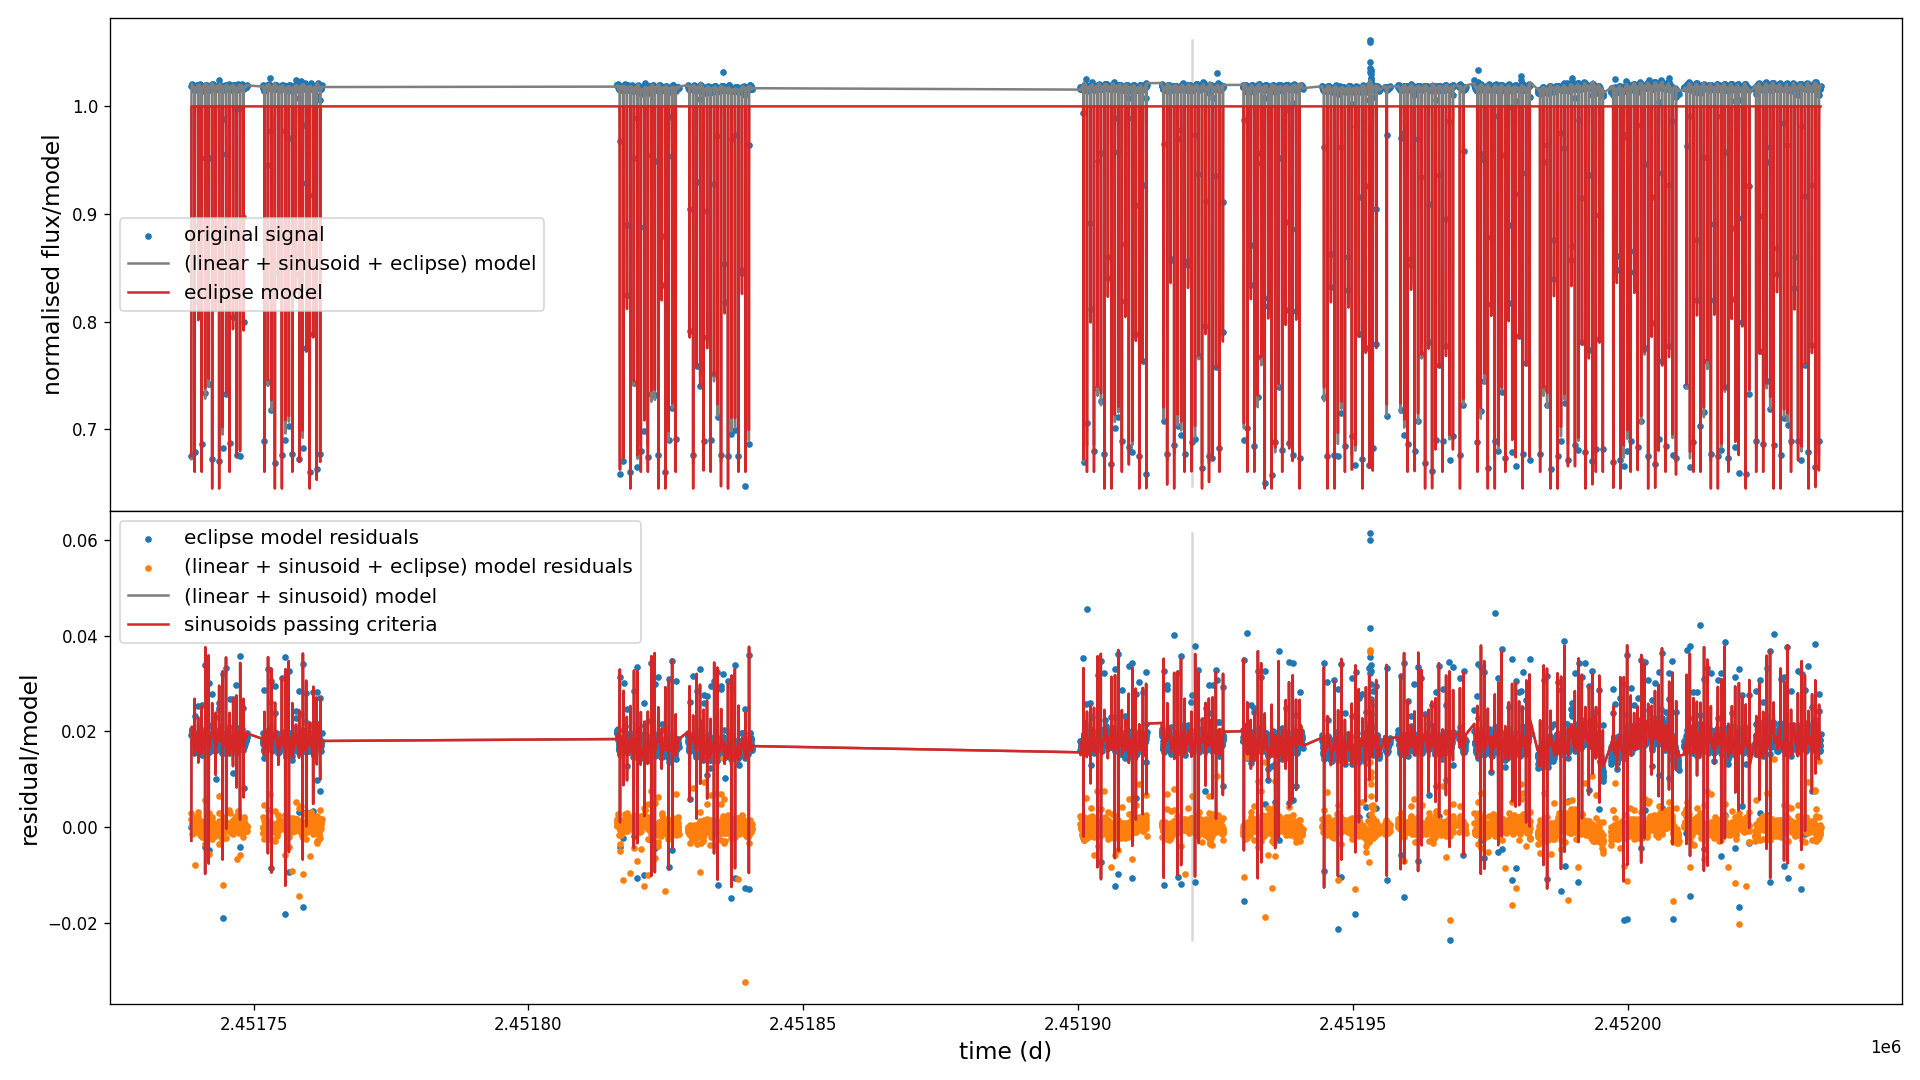 normalised flux/model
1.0
0.9
0.8
0.7
original signal
(linear + sinusoid + eclipse) model
eclipse model
residual/model
0.06
0.04
0.02
0.00
−0.02
eclipse model residuals
(linear + sinusoid + eclipse) model residuals
(linear + sinusoid) model
sinusoids passing criteria
2.45175
2.45180
2.45185
2.45190
2.45195
2.45200
time (d)
1e6